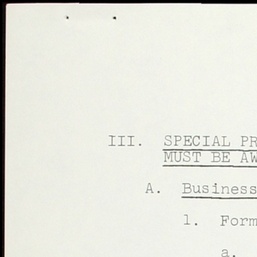 III. SPECIAL PR
MUST BE AW
A. Business
1. Form
a.